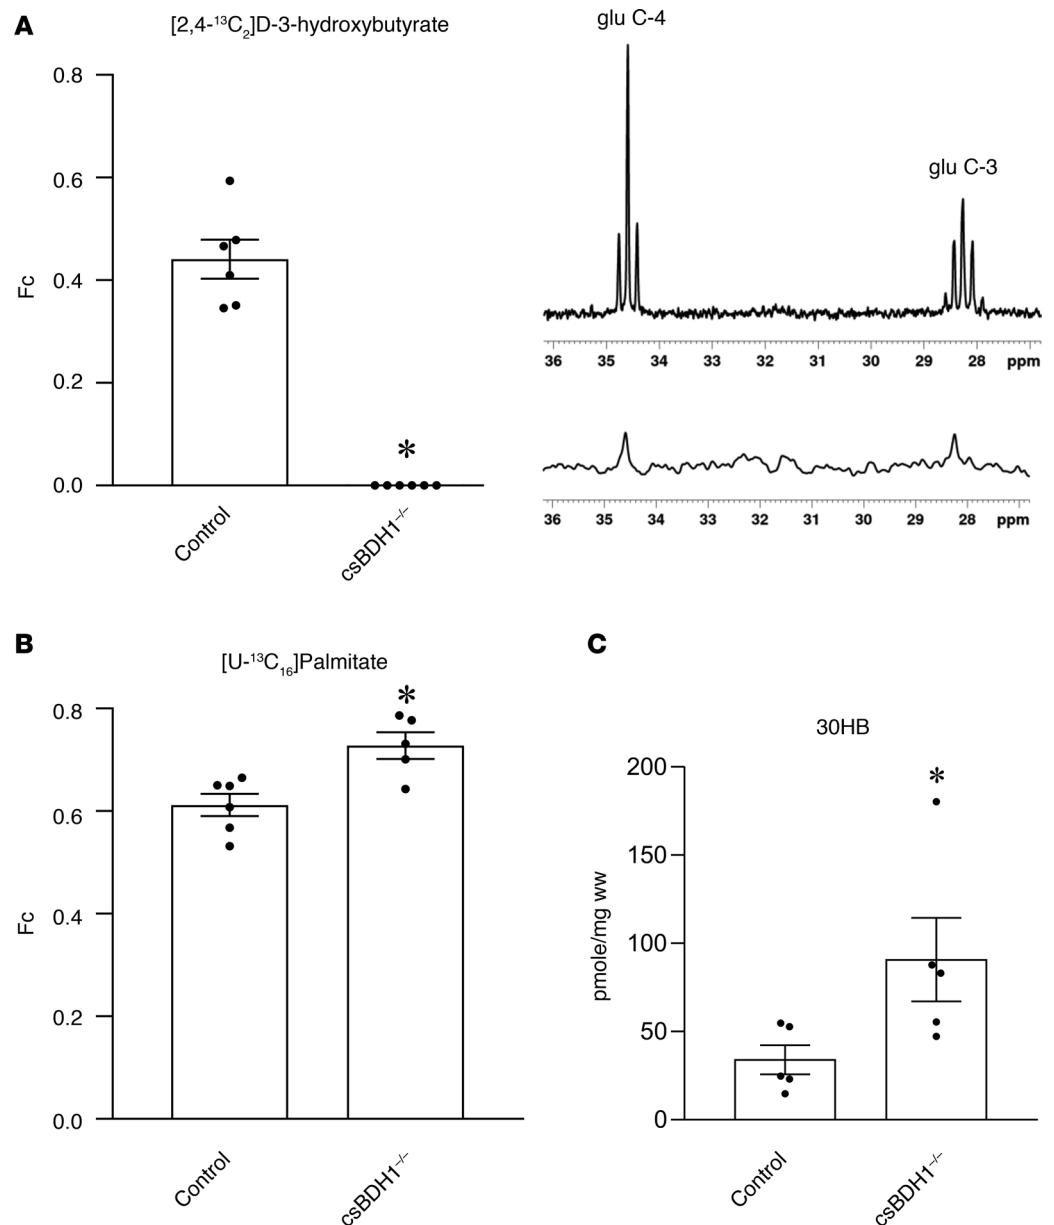 A
[2,4-¹³C₂]D-3-hydroxybutyrate
Fc
0.8
0.6
0.4
0.2
0.0
*
Control
csBDH1⁻/⁻
glu C-4
glu C-3
36 35 34 33 32 31 30 29 28 ppm
36 35 34 33 32 31 30 29 28 ppm
B
[U-¹³C₁₆]Palmitate
Fc
0.8
0.6
0.4
0.2
0.0
*
Control
csBDH1⁻/⁻
C
30HB
pmole/mg ww
200
150
100
50
0
*
Control
csBDH1⁻/⁻